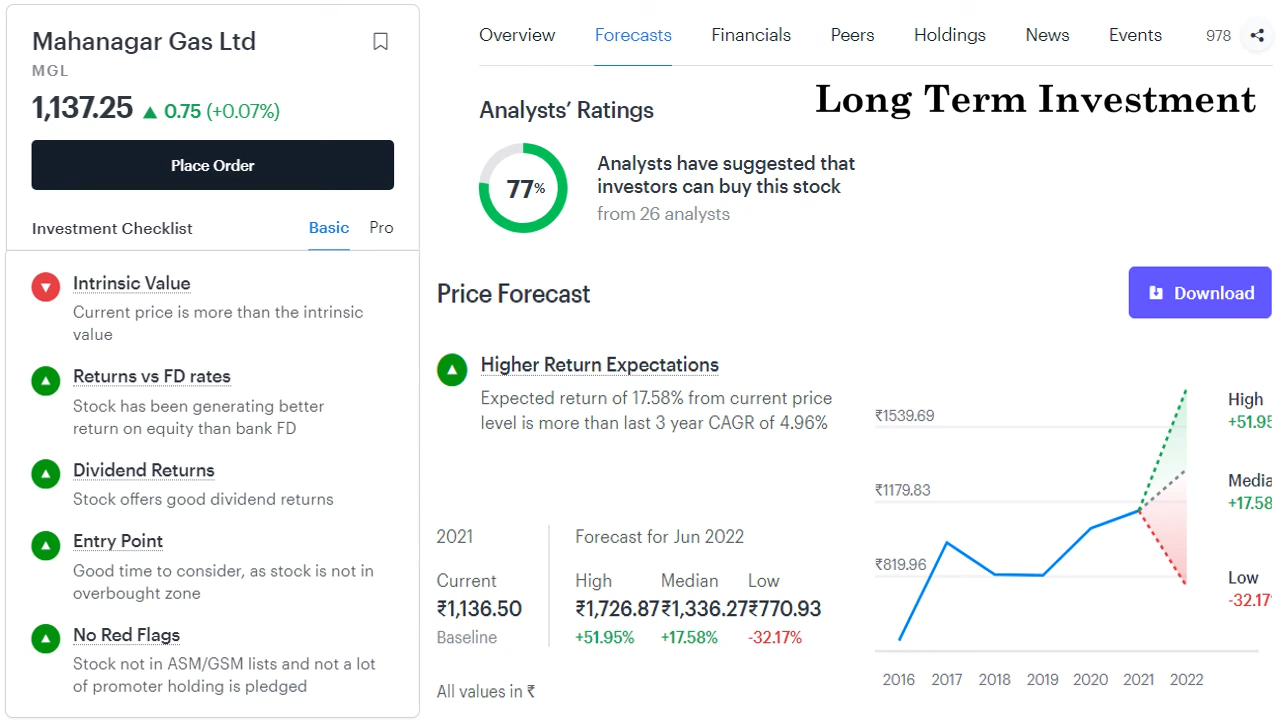 Mahanagar Gas Ltd
MGL
1,137.25 ▲ 0.75 (+0.07%)
Place Order
Investment Checklist Basic Pro
Intrinsic Value
Current price is more than the intrinsic
value
Returns vs FD rates
Stock has been generating better
return on equity than bank FD
Dividend Returns
Stock offers good dividend returns
Entry Point
Good time to consider, as stock is not in
overbought zone
No Red Flags
Stock not in ASM/GSM lists and not a lot
of promoter holding is pledged
Overview Forecasts Financials Peers Holdings News Events 978
Long Term Investment
Analysts’ Ratings
77%
Analysts have suggested that
investors can buy this stock
from 26 analysts
Price Forecast
Download
Higher Return Expectations
Expected return of 17.58% from current price
level is more than last 3 year CAGR of 4.96%
2021 Forecast for Jun 2022
Current High Median Low
₹1,136.50 ₹1,726.87₹1,336.27₹770.93
Baseline +51.95% +17.58% -32.17%
All values in ₹
₹1539.69
₹1179.83
₹819.96
High
+51.95
Media
+17.58
Low
-32.17
2016 2017 2018 2019 2020 2021 2022